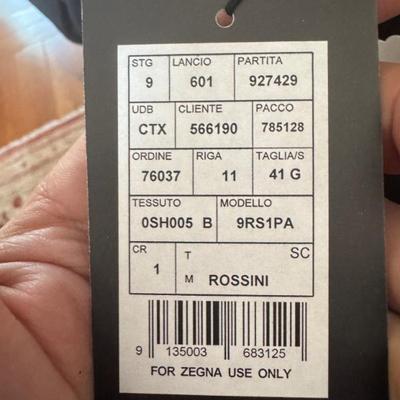 STG LANCIO PARTITA
9 601 927429
UDB CLIENTE PACCO
CTX 566190 785128
ORDINE RIGA TAGLIA/S
76037 11 41 G
TESSUTO MODELLO
0SH005 B 9RS1PA
CR T SC
1 M ROSSINI
9 135003 683125
FOR ZEGNA USE ONLY